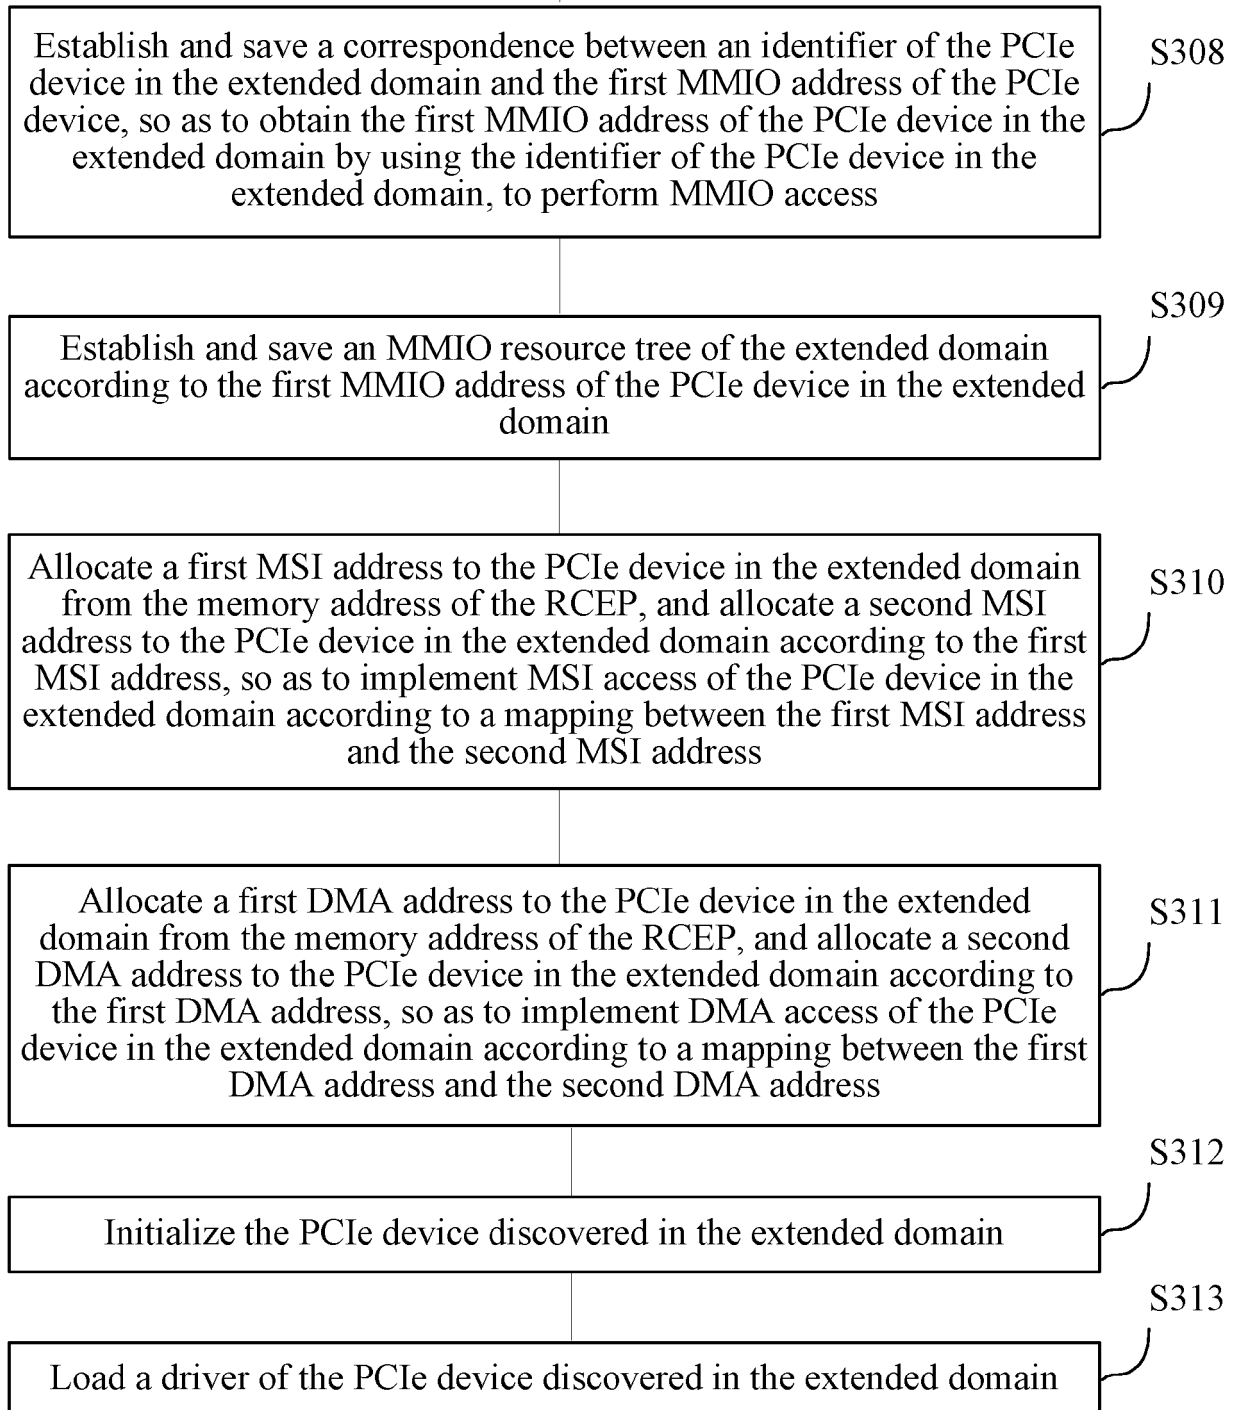 Establish and save a correspondence between an identifier of the PCIe
device in the extended domain and the first MMIO address of the PCIe
device, so as to obtain the first MMIO address of the PCIe device in the
extended domain by using the identifier of the PCIe device in the
extended domain, to perform MMIO access
S308
Establish and save an MMIO resource tree of the extended domain
according to the first MMIO address of the PCIe device in the extended
domain
S309
Allocate a first MSI address to the PCIe device in the extended domain
from the memory address of the RCEP, and allocate a second MSI
address to the PCIe device in the extended domain according to the first
MSI address, so as to implement MSI access of the PCIe device in the
extended domain according to a mapping between the first MSI address
and the second MSI address
S310
Allocate a first DMA address to the PCIe device in the extended
domain from the memory address of the RCEP, and allocate a second
DMA address to the PCIe device in the extended domain according to
the first DMA address, so as to implement DMA access of the PCIe
device in the extended domain according to a mapping between the first
DMA address and the second DMA address
S311
Initialize the PCIe device discovered in the extended domain
S312
Load a driver of the PCIe device discovered in the extended domain
S313